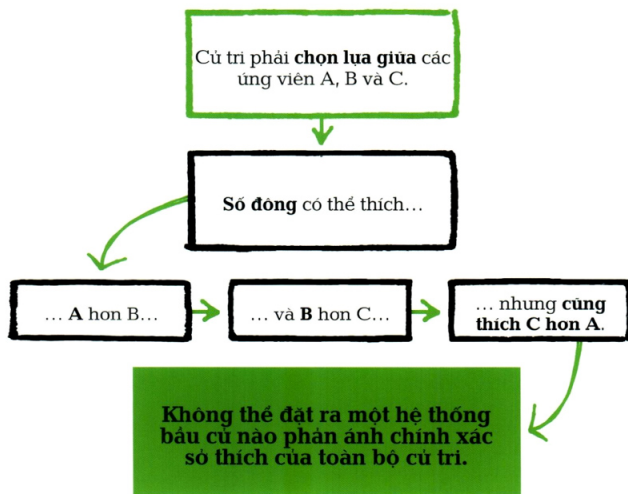 Cử tri phải chọn lựa giữa các
ứng viên A, B và C.
Số đông có thể thích…
… A hơn B…
… và B hơn C…
… nhưng cũng
thích C hơn A.
Không thể đặt ra một hệ thống
bầu cử nào phản ánh chính xác
sở thích của toàn bộ cử tri.